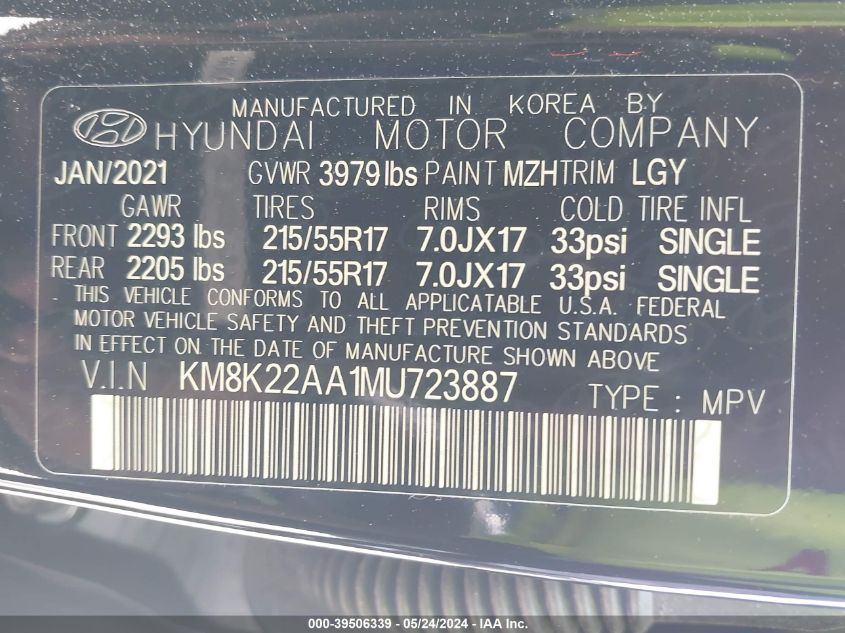 MANUFACTURED IN KOREA BY
HYUNDAI MOTOR COMPANY
JAN/2021 GVWR 3979 lbs PAINT MZH TRIM LGY
GAWR TIRES RIMS COLD TIRE INFL
FRONT 2293 lbs 215/55R17 7.0JX17 33psi SINGLE
REAR 2205 lbs 215/55R17 7.0JX17 33psi SINGLE
THIS VEHICLE CONFORMS TO ALL APPLICATABLE U.S.A. FEDERAL
MOTOR VEHICLE SAFETY AND THEFT PREVENTION STANDARDS
IN EFFECT ON THE DATE OF MANUFACTURE SHOWN ABOVE
V.I.N KM8K22AA1MU723887 TYPE : MPV
000-39506339 - 05/24/2024 - IAA Inc.